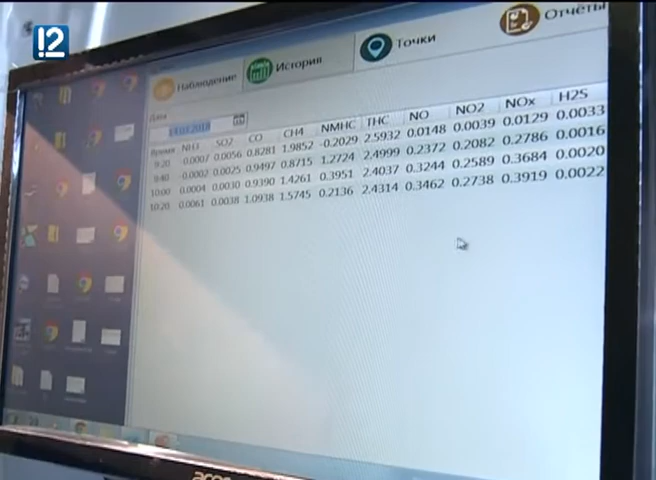 12
Наблюдение История Точки Отчёты
Дата
14.03.2018
Время NH3 SO2 CO CH4 NMHC THC NO NO2 NOx H2S
9:20 0.0007 0.0056 0.8281 1.9852 -0.2029 2.5932 0.0148 0.0039 0.0129 0.0033
9:40 0.0002 0.0025 0.9497 0.8715 1.2724 2.4999 0.2372 0.2082 0.2786 0.0016
10:00 0.0004 0.0030 0.9390 1.4261 0.3951 2.4037 0.3244 0.2589 0.3684 0.0020
10:20 0.0061 0.0038 1.0938 1.5745 0.2136 2.4314 0.3462 0.2738 0.3919 0.0022
acer